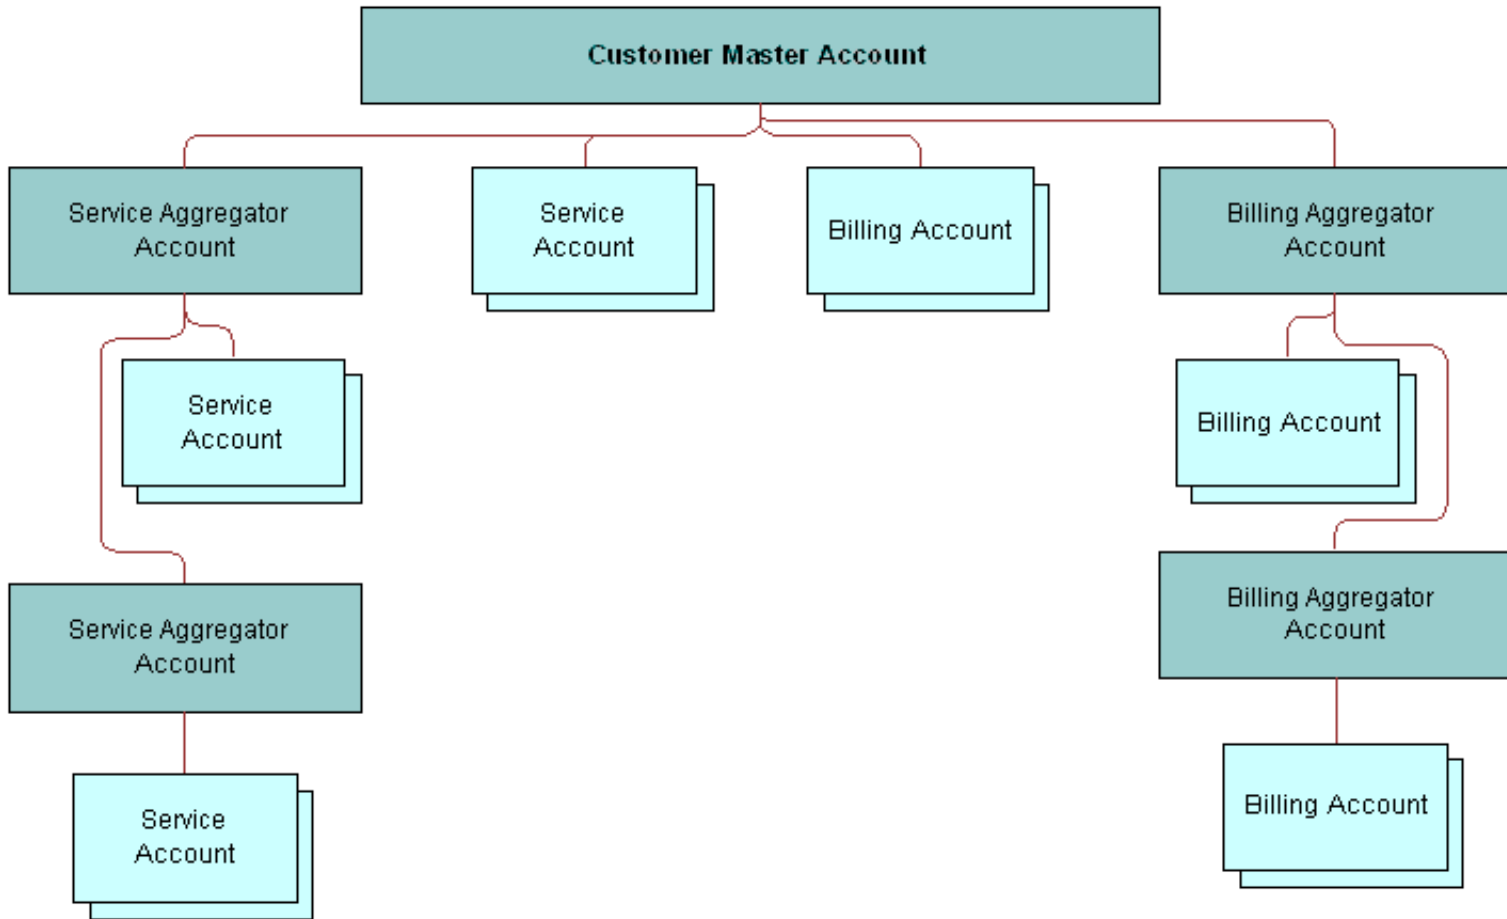 Customer Master Account
Service Aggregator
Account
Service
Account
Billing Account
Billing Aggregator
Account
Service
Account
Billing Account
Service Aggregator
Account
Billing Aggregator
Account
Service
Account
Billing Account